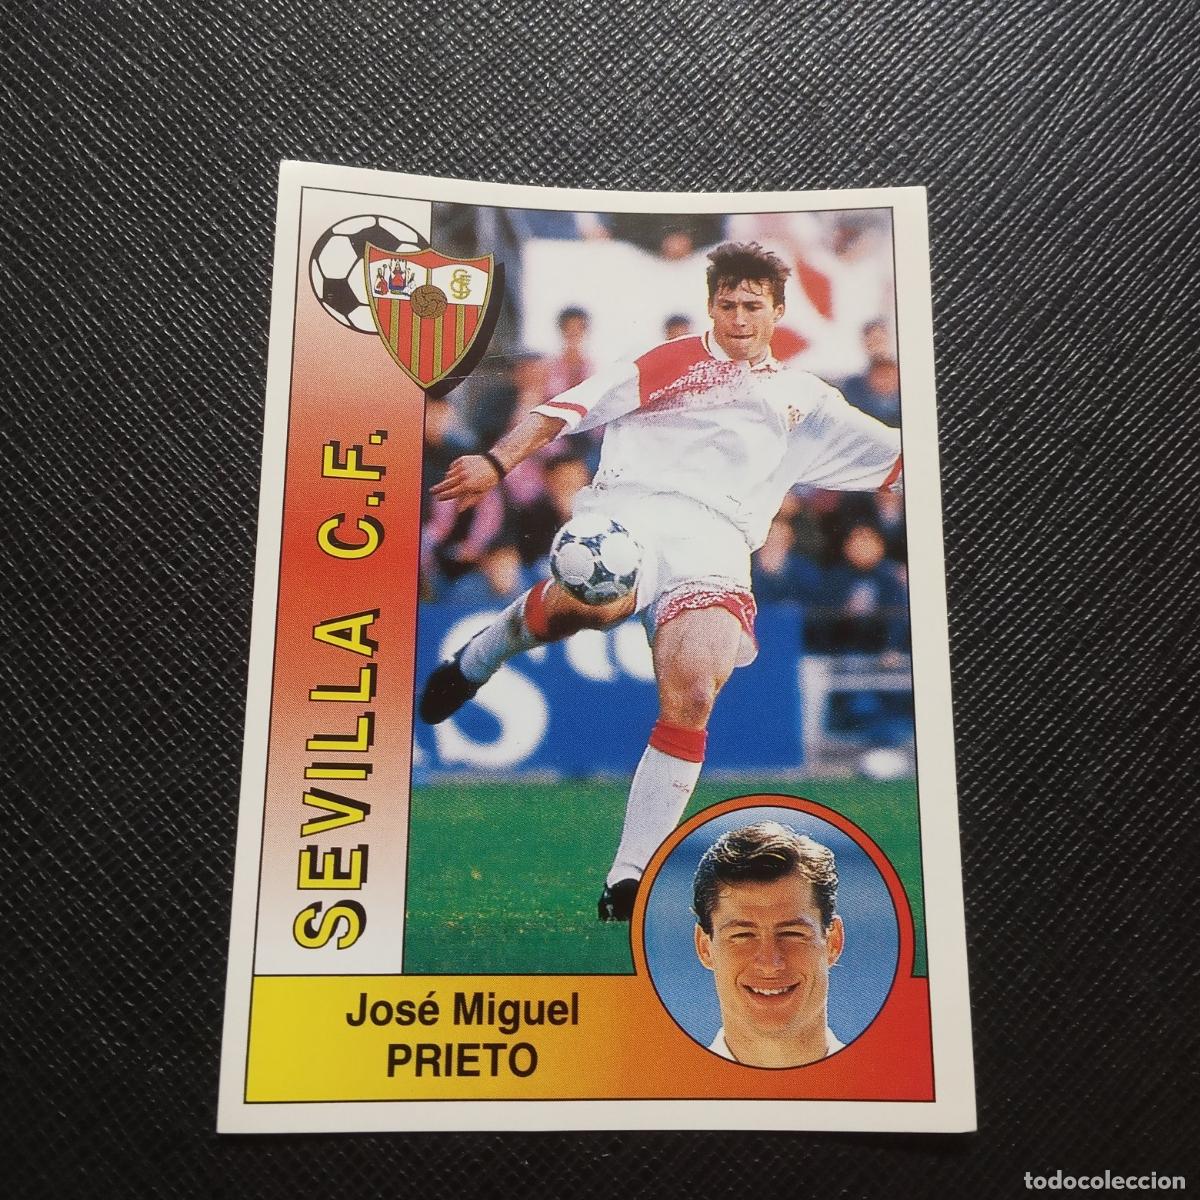 SEVILLA C.F.
José Miguel
PRIETO
todocoleccion